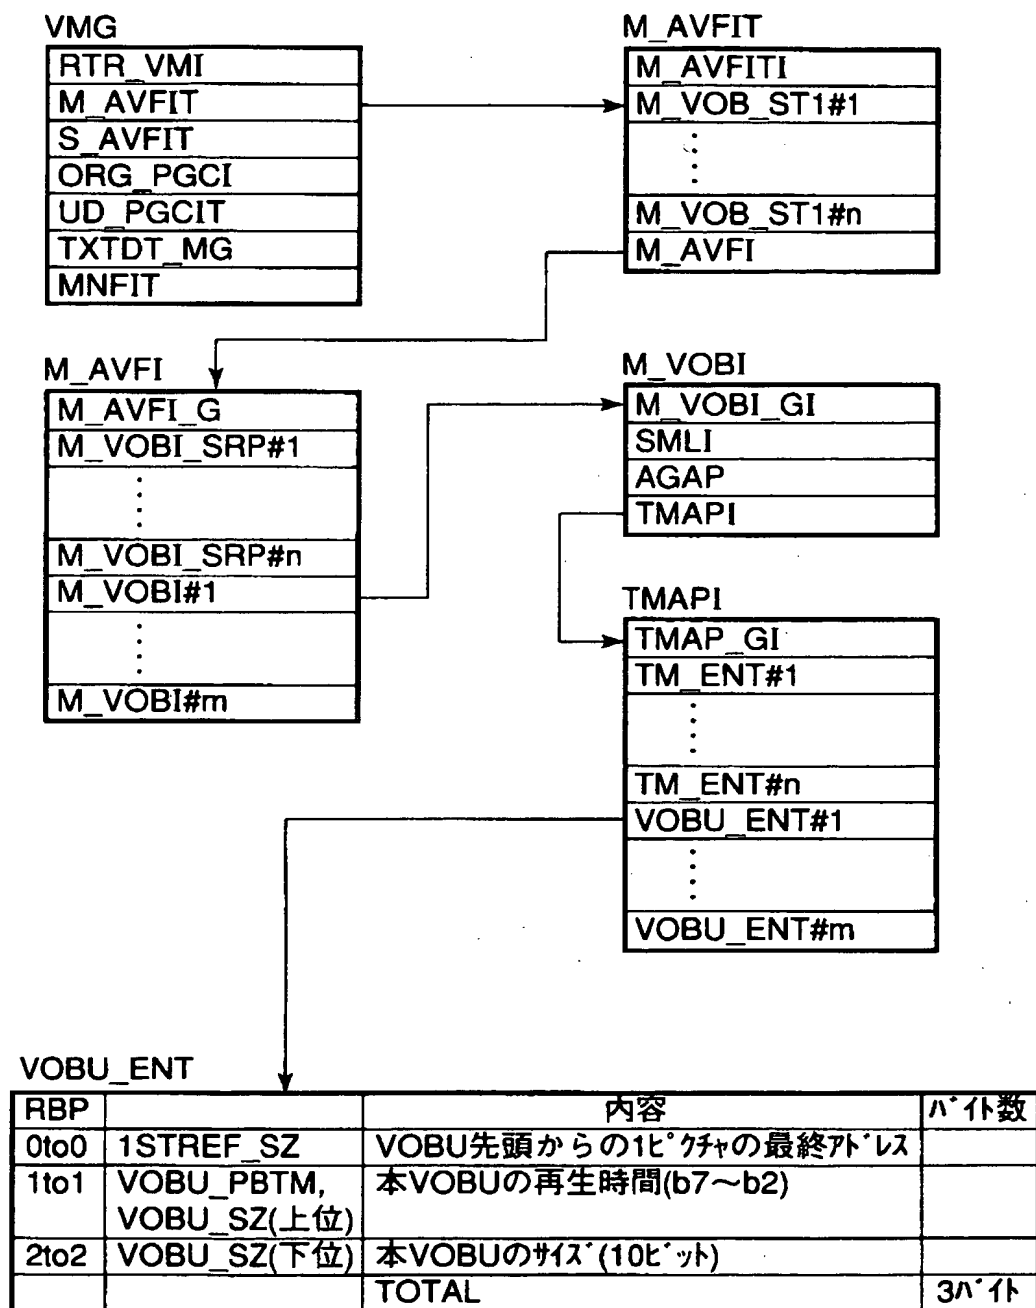 VMG
RTR_VMI
M_AVFIT
S_AVFIT
ORG_PGCI
UD_PGCIT
TXTDT_MG
MNFIT
M_AVFIT
M_AVFITI
M_VOB_ST1#1
M_VOB_ST1#n
M_AVFI
M_AVFI
M_AVFI_G
M_VOBI_SRP#1
M_VOBI_SRP#n
M_VOBI#1
M_VOBI#m
M_VOBI
M_VOBI_GI
SMLI
AGAP
TMAPI
TMAPI
TMAP_GI
TM_ENT#1
TM_ENT#n
VOBU_ENT#1
VOBU_ENT#m
VOBU_ENT
RBP 内容 ﾊﾞｲﾄ数
0to0 1STREF_SZ VOBU先頭からの1ﾋﾟｸﾁｬの最終ｱﾄﾞﾚｽ
1to1 VOBU_PBTM, 本VOBUの再生時間(b7～b2)
VOBU_SZ(上位)
2to2 VOBU_SZ(下位) 本VOBUのｻｲｽﾞ(10ﾋﾞｯﾄ)
TOTAL 3ﾊﾞｲﾄ